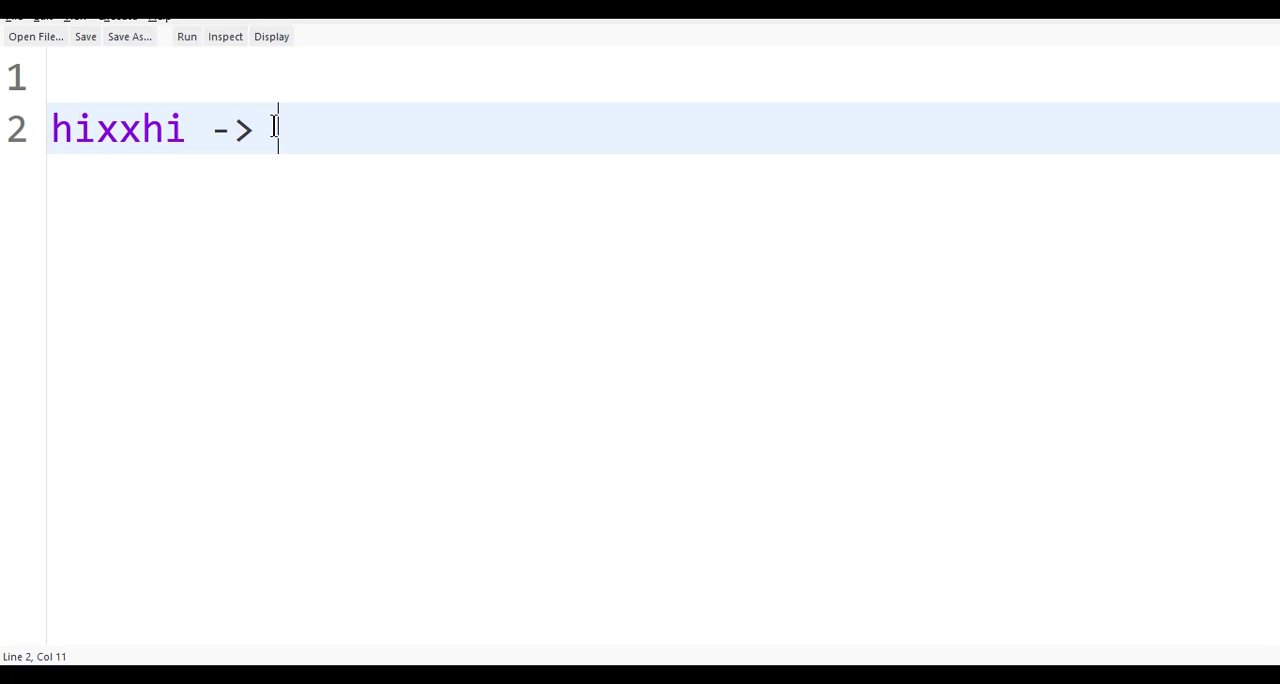 Open File... Save Save As... Run Inspect Display
1
2 hixxhi ->
Line 2, Col 11